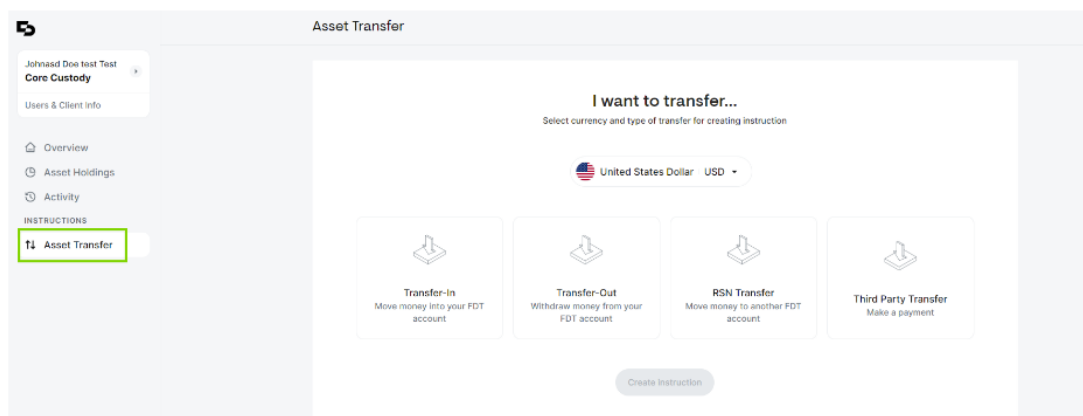 Asset Transfer
Johnasd Doe test Test
Core Custody
Users & Client Info
Overview
Asset Holdings
Activity
INSTRUCTIONS
Asset Transfer
I want to transfer...
Select currency and type of transfer for creating instruction
United States Dollar USD
Transfer-In
Move money into your FDT
account
Transfer-Out
Withdraw money from your
FDT account
RSN Transfer
Move money to another FDT
account
Third Party Transfer
Make a payment
Create Instruction